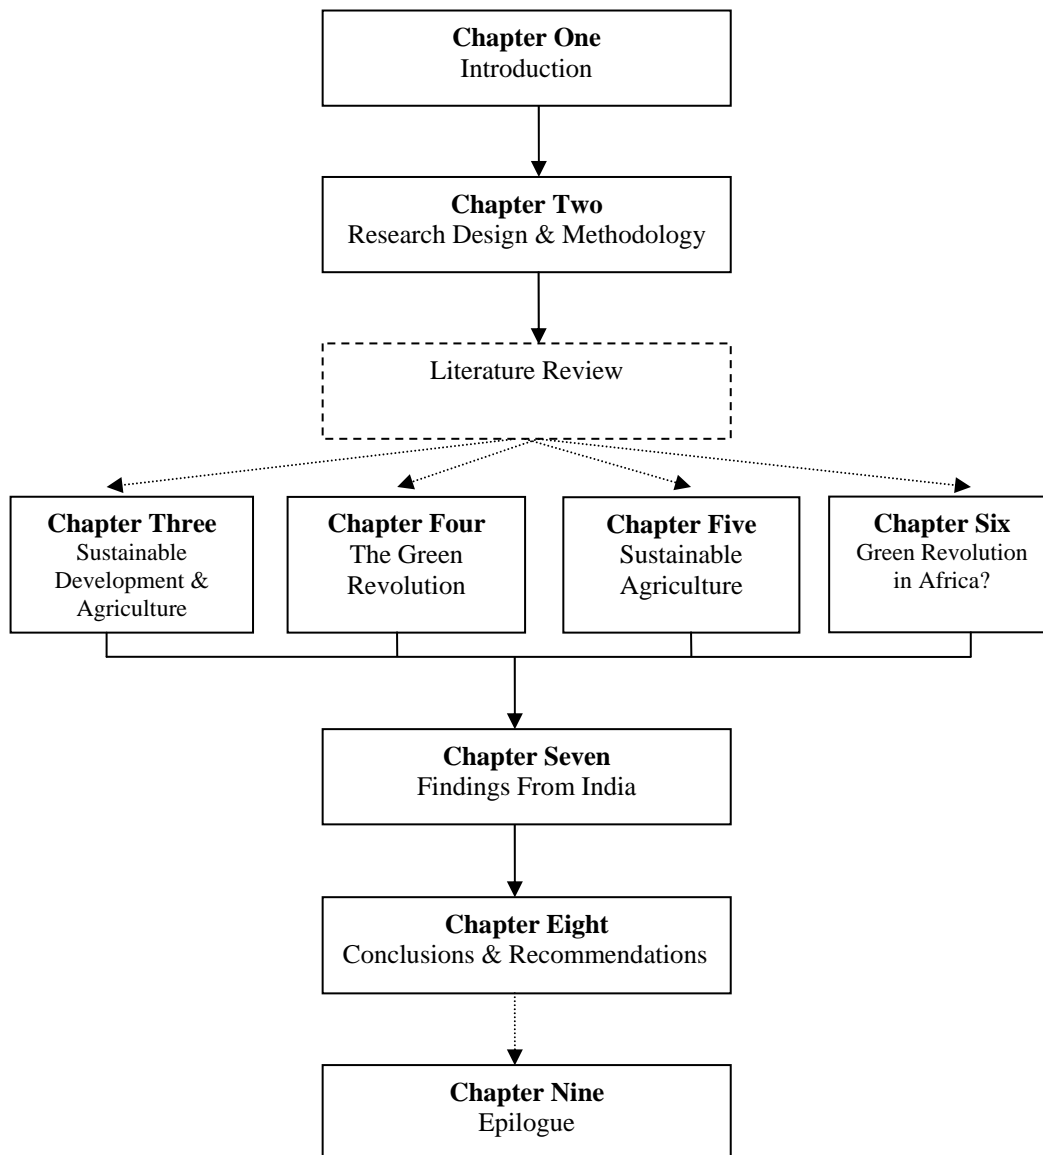 Chapter One
Introduction
Chapter Two
Research Design & Methodology
Literature Review
Chapter Three
Sustainable
Development &
Agriculture
Chapter Four
The Green
Revolution
Chapter Five
Sustainable
Agriculture
Chapter Six
Green Revolution
in Africa?
Chapter Seven
Findings From India
Chapter Eight
Conclusions & Recommendations
Chapter Nine
Epilogue